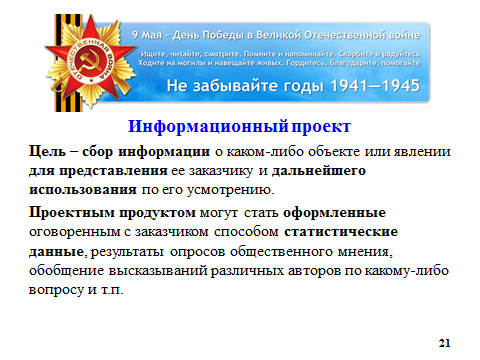 9 Мая - День Победы в Великой Отечественной войне
Ищите, читайте, смотрите. Помните и напоминайте. Скорбите и радуйтесь.
Ходите на могилы и навещайте живых. Гордитесь, благодарите, помогайте
Не забывайте годы 1941—1945
ОТЕЧЕСТВЕННАЯ ВОЙНА
Информационный проект
Цель – сбор информации о каком-либо объекте или явлении
для представления ее заказчику и дальнейшего
использования по его усмотрению.
Проектным продуктом могут стать оформленные
оговоренным с заказчиком способом статистические
данные, результаты опросов общественного мнения,
обобщение высказываний различных авторов по какому-либо
вопросу и т.п.
21